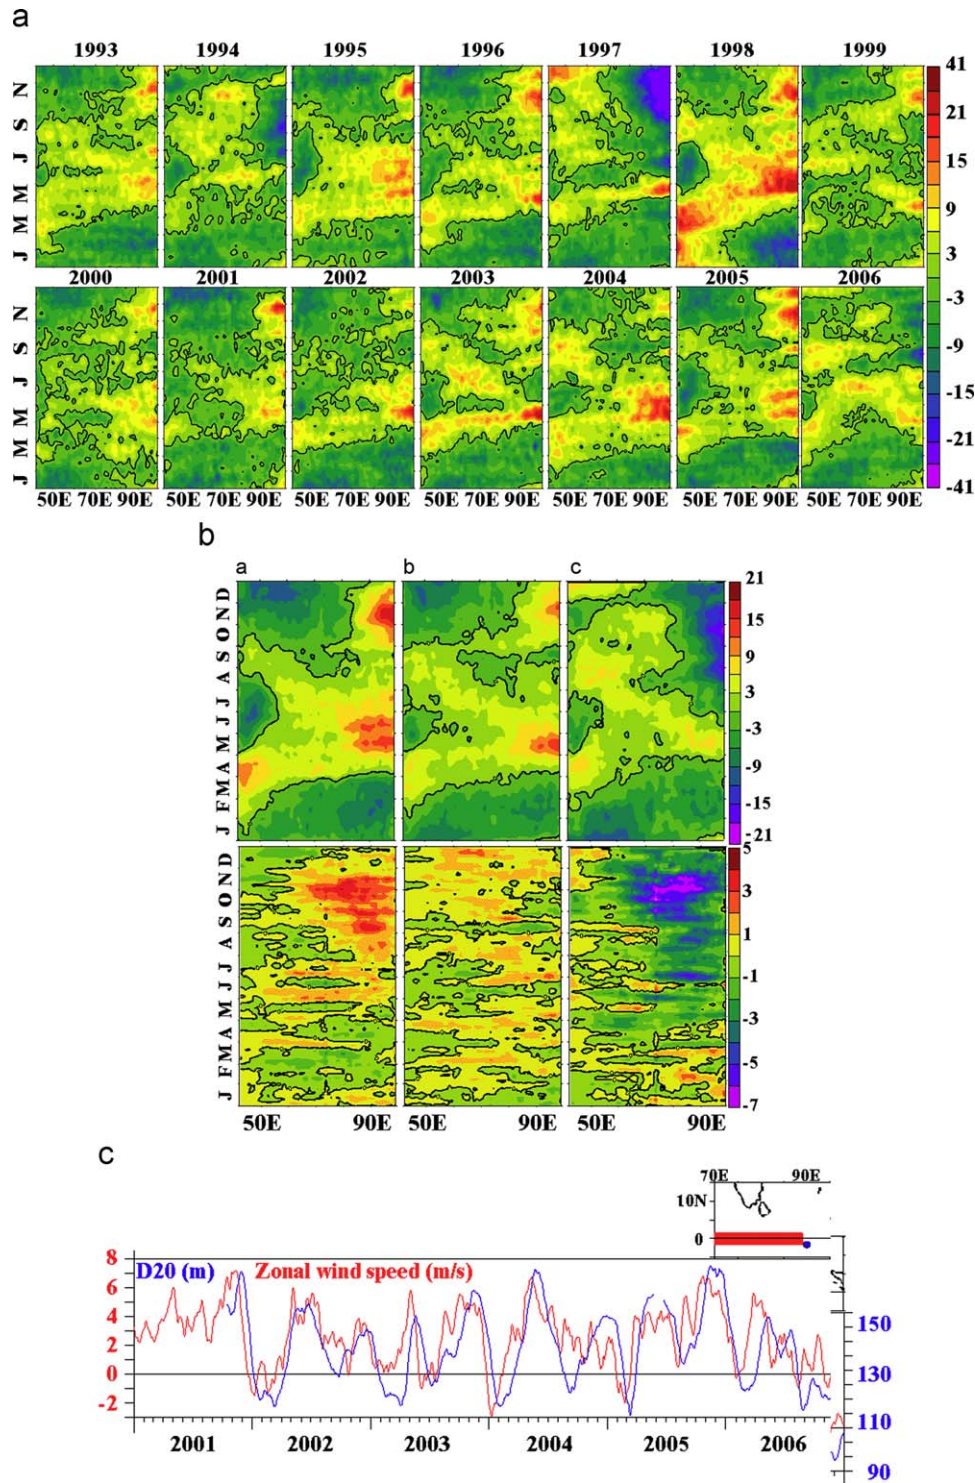 a
1993 1994 1995 1996 1997 1998 1999
41
21
15
9
3
-3
-9
-15
-21
-41
N
S
J
M
M
J
2000 2001 2002 2003 2004 2005 2006
N
S
J
M
M
J
50E 70E 90E 50E 70E 90E 50E 70E 90E 50E 70E 90E 50E 70E 90E 50E 70E 90E 50E 70E 90E
b
a b c
J F M A M J J A S O N D
21
15
9
3
-3
-9
-15
-21
J F M A M J J A S O N D
5
3
1
-1
-3
-5
-7
50E 90E 50E 90E 50E 90E
c
70E 90E
10N
0
8
6
4
2
0
-2
D20 (m) Zonal wind speed (m/s)
150
130
110
90
2001 2002 2003 2004 2005 2006